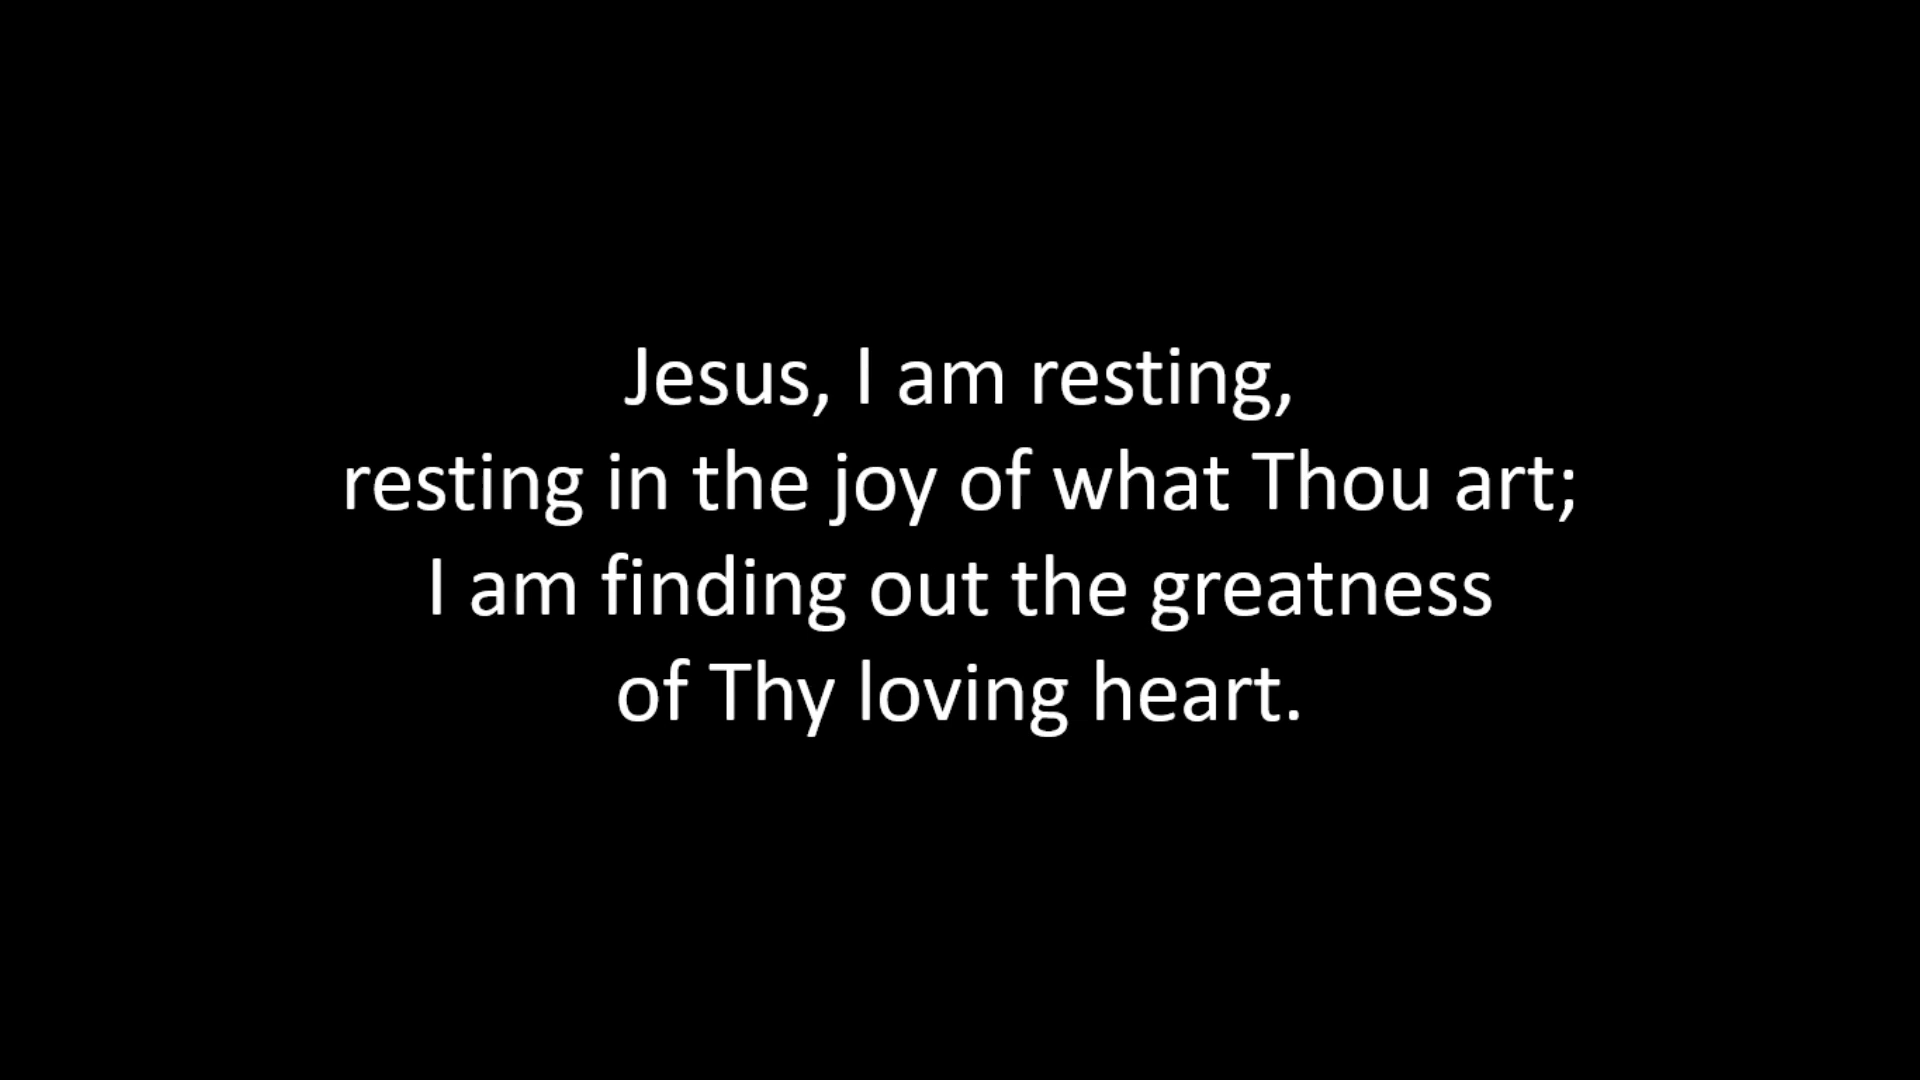 Jesus, I am resting,
resting in the joy of what Thou art;
I am finding out the greatness
of Thy loving heart.